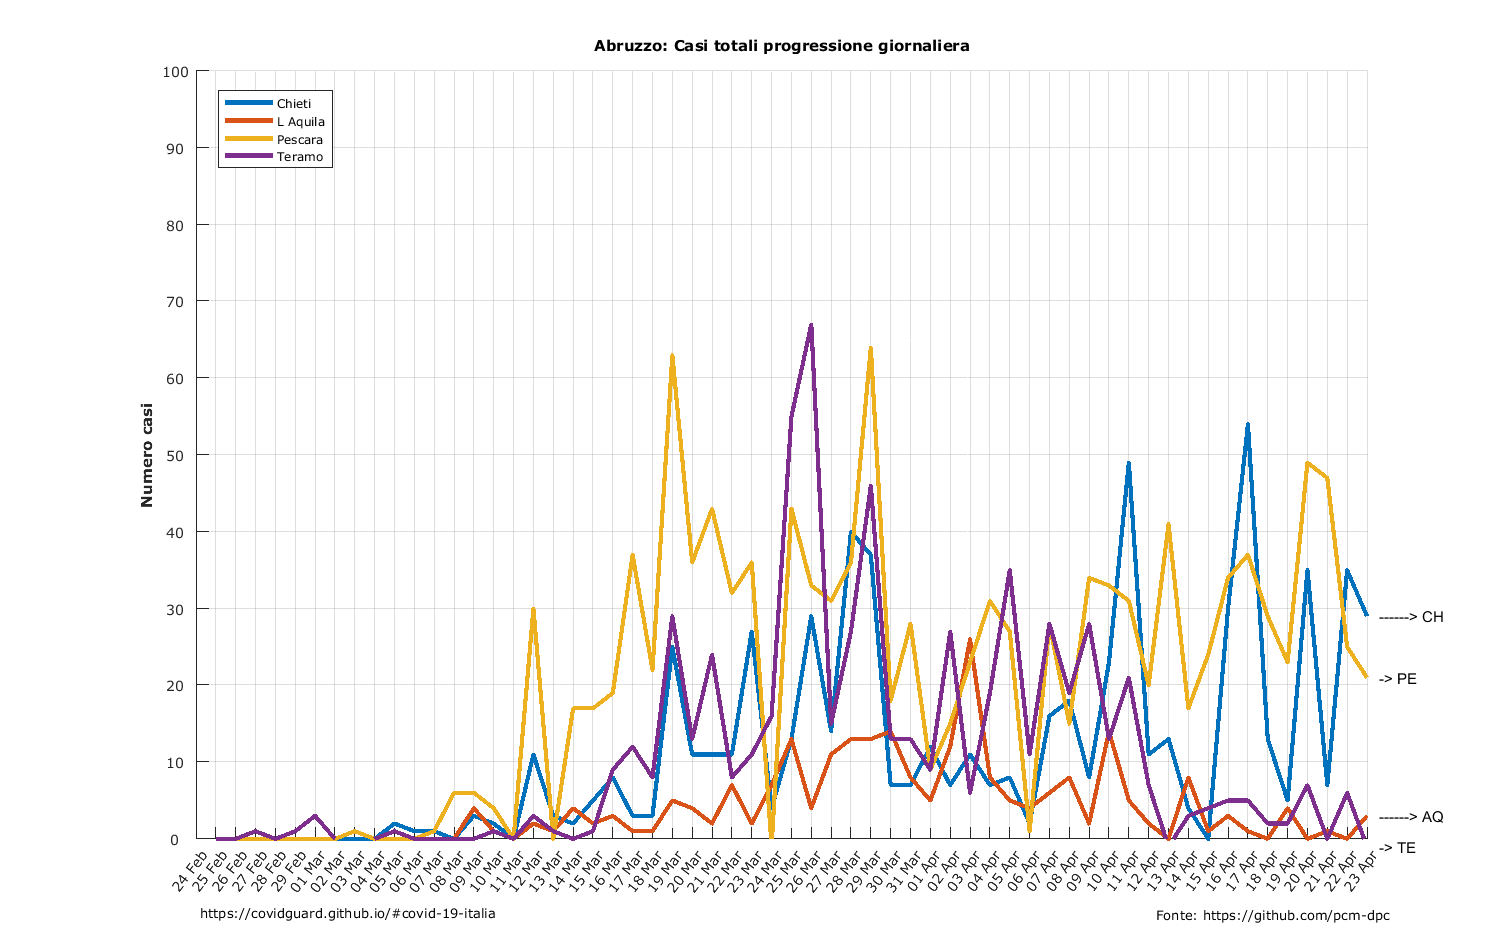 Abruzzo: Casi totali progressione giornaliera
100
90
80
70
60
50
40
30
20
10
0
Numero casi
Chieti
L Aquila
Pescara
Teramo
------> CH
-> PE
------> AQ
-> TE
24 Feb
25 Feb
26 Feb
27 Feb
28 Feb
29 Feb
01 Mar
02 Mar
03 Mar
04 Mar
05 Mar
06 Mar
07 Mar
08 Mar
09 Mar
10 Mar
11 Mar
12 Mar
13 Mar
14 Mar
15 Mar
16 Mar
17 Mar
18 Mar
19 Mar
20 Mar
21 Mar
22 Mar
23 Mar
24 Mar
25 Mar
26 Mar
27 Mar
28 Mar
29 Mar
30 Mar
31 Mar
01 Apr
02 Apr
03 Apr
04 Apr
05 Apr
06 Apr
07 Apr
08 Apr
09 Apr
10 Apr
11 Apr
12 Apr
13 Apr
14 Apr
15 Apr
16 Apr
17 Apr
18 Apr
19 Apr
20 Apr
21 Apr
22 Apr
23 Apr
https://covidguard.github.io/#covid-19-italia
Fonte: https://github.com/pcm-dpc